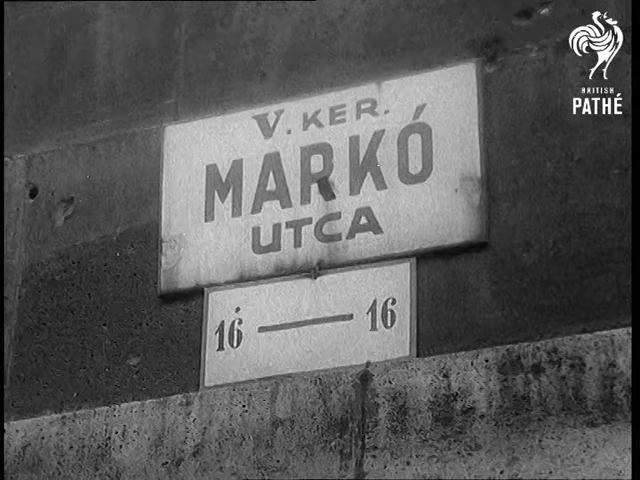 BRITISH
PATHÉ
V. KER.
MARKÓ
UTCA
16 — 16